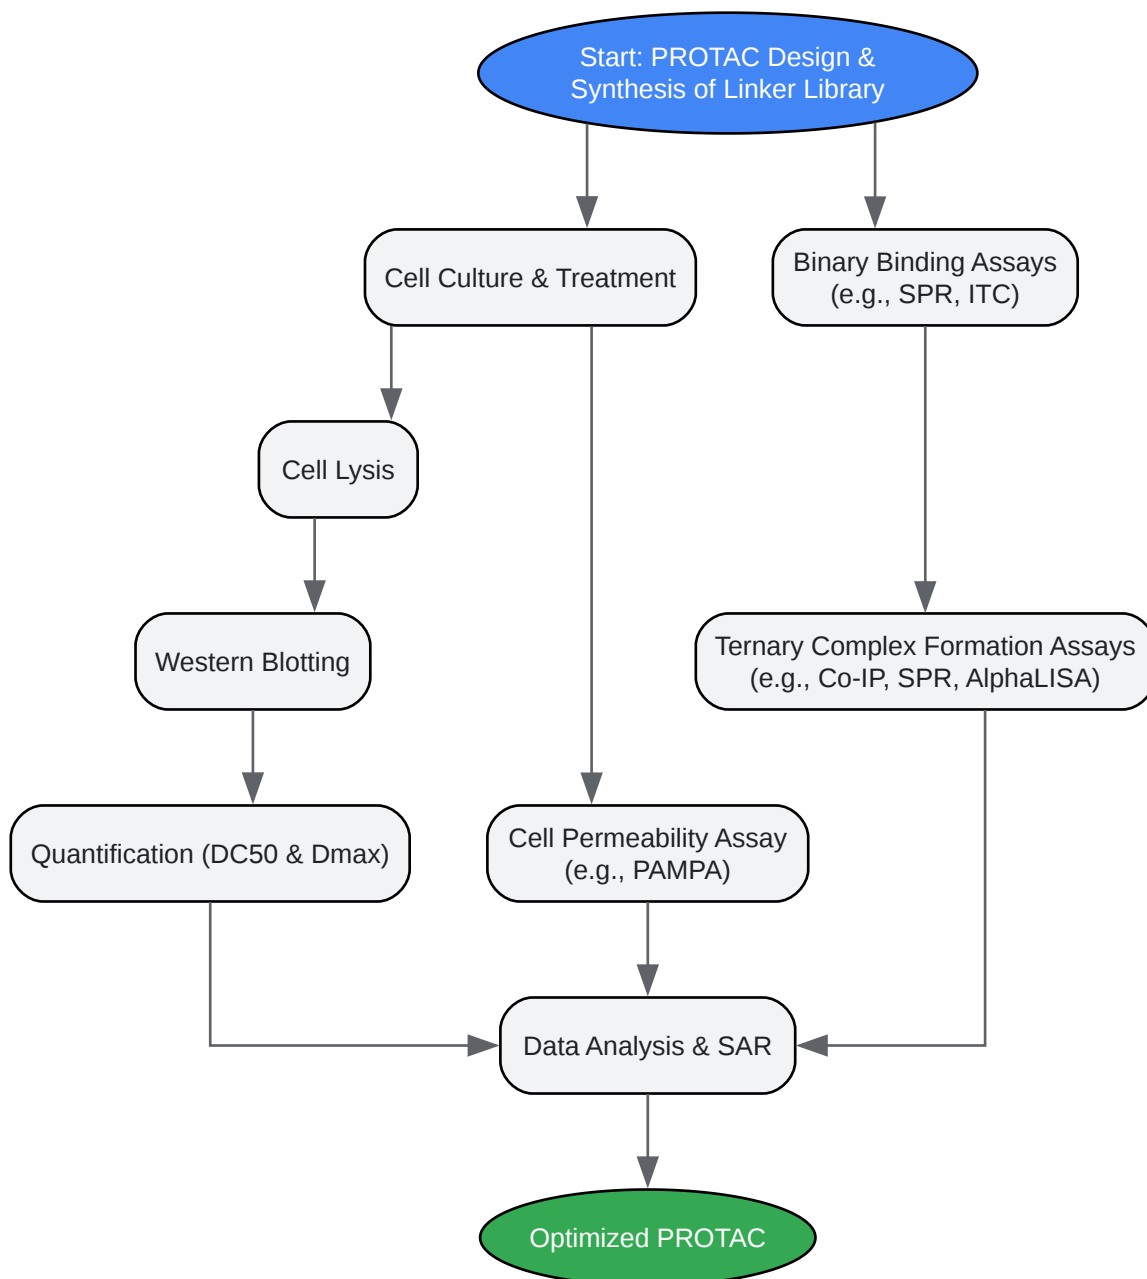 Start: PROTAC Design &
Synthesis of Linker Library
Cell Culture & Treatment
Binary Binding Assays
(e.g., SPR, ITC)
Cell Lysis
Western Blotting
Ternary Complex Formation Assays
(e.g., Co-IP, SPR, AlphaLISA)
Quantification (DC50 & Dmax)
Cell Permeability Assay
(e.g., PAMPA)
Data Analysis & SAR
Optimized PROTAC